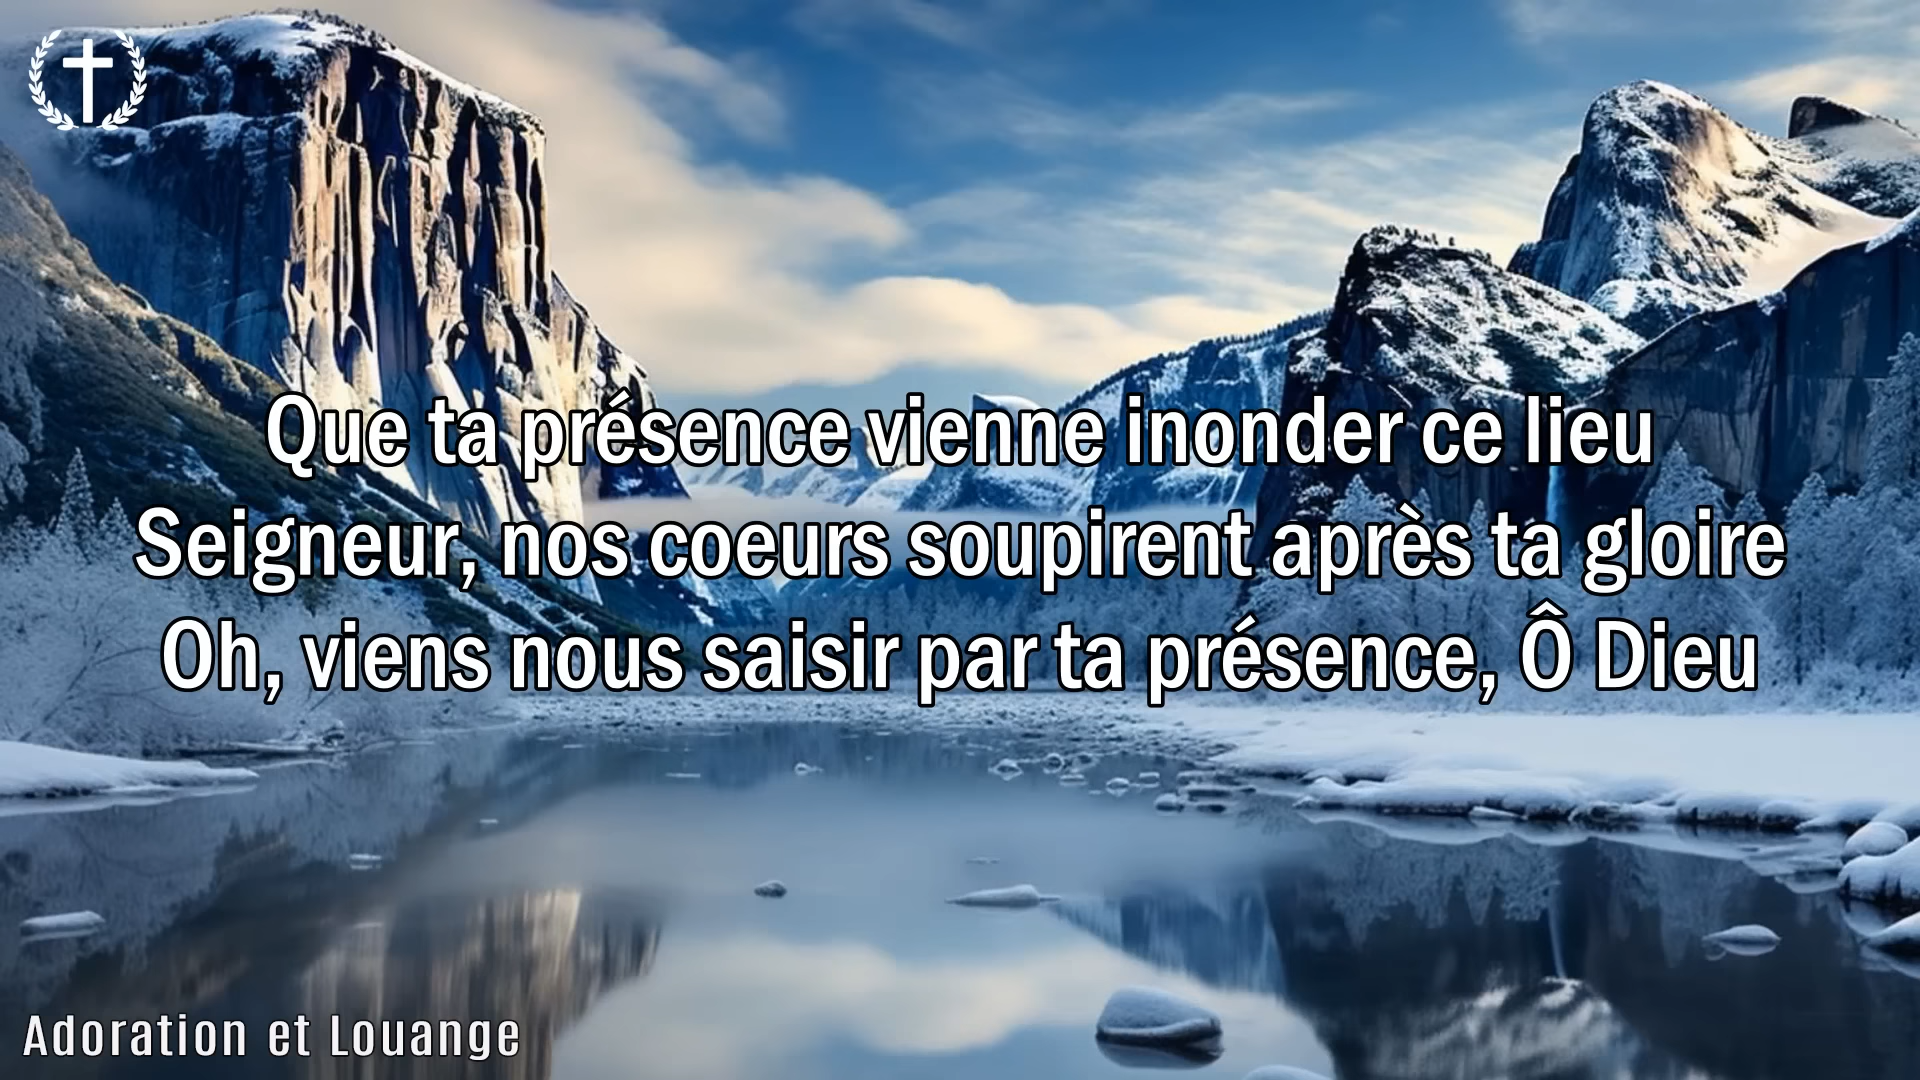 Que ta présence vienne inonder ce lieu
Seigneur, nos coeurs soupirent après ta gloire
Oh, viens nous saisir par ta présence, Ô Dieu
Adoration et Louange